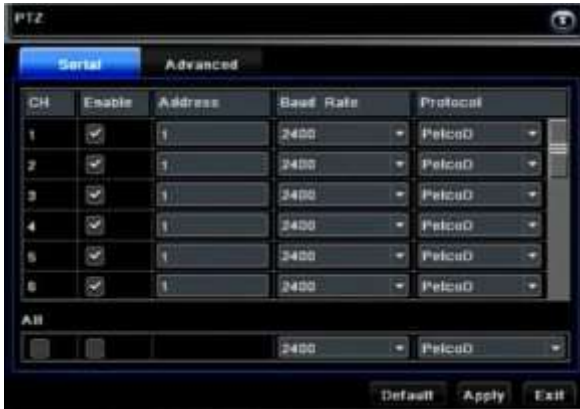 PTZ
Serial Advanced
CH Enable Address Baud Rate Protocol
1 1 2400 PelcoD
2 1 2400 PelcoD
3 1 2400 PelcoD
4 1 2400 PelcoD
5 1 2400 PelcoD
6 1 2400 PelcoD
All
2400 PelcoD
Default Apply Exit